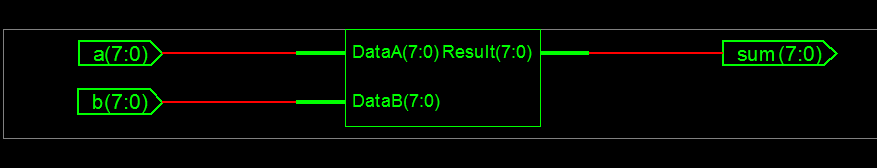 a(7:0)
DataA(7:0) Result(7:0)
sum(7:0)
b(7:0)
DataB(7:0)